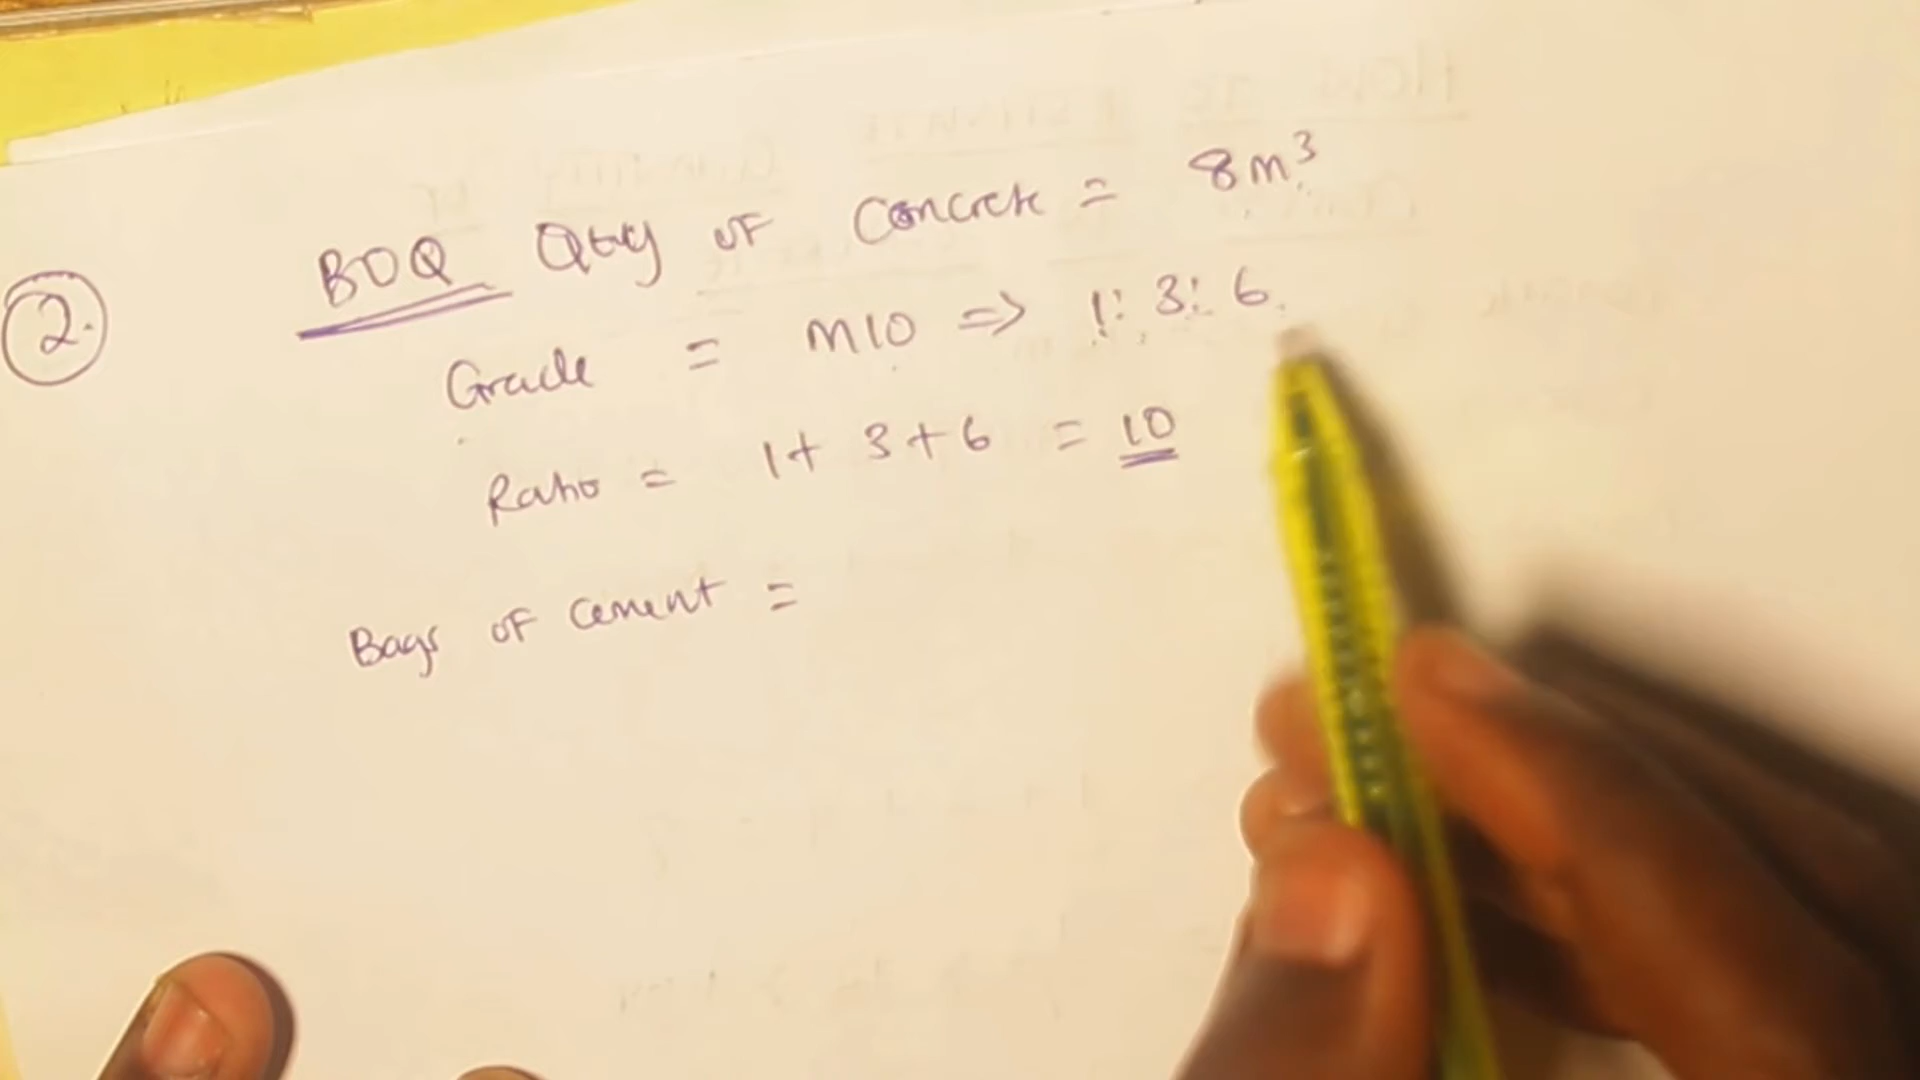 2.
BOQ Qty of Concrete = 8m³
Grade = M10 => 1:3:6
Ratio = 1+3+6 = 10
Bags of cement =